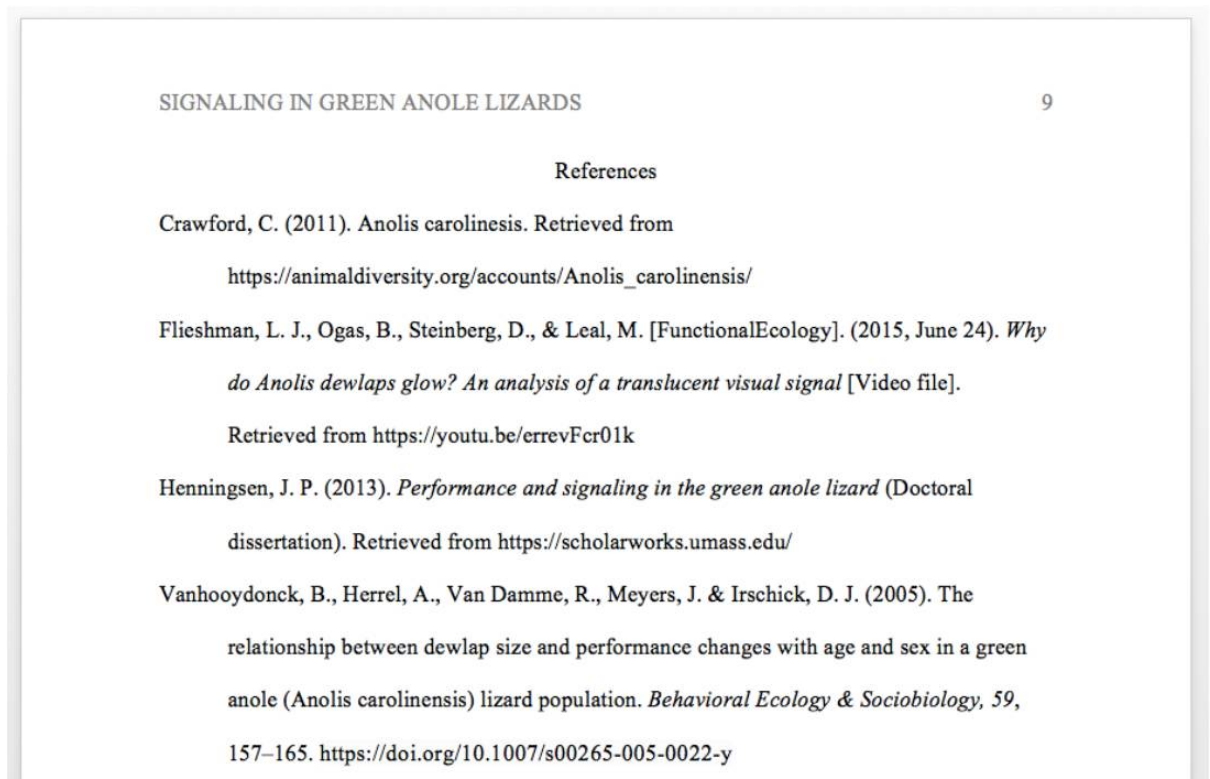 SIGNALING IN GREEN ANOLE LIZARDS 9
References
Crawford, C. (2011). Anolis carolinesis. Retrieved from
https://animaldiversity.org/accounts/Anolis_carolinensis/
Flieshman, L. J., Ogas, B., Steinberg, D., & Leal, M. [FunctionalEcology]. (2015, June 24). Why
do Anolis dewlaps glow? An analysis of a translucent visual signal [Video file].
Retrieved from https://youtu.be/errevFcr01k
Henningsen, J. P. (2013). Performance and signaling in the green anole lizard (Doctoral
dissertation). Retrieved from https://scholarworks.umass.edu/
Vanhooydonck, B., Herrel, A., Van Damme, R., Meyers, J. & Irschick, D. J. (2005). The
relationship between dewlap size and performance changes with age and sex in a green
anole (Anolis carolinensis) lizard population. Behavioral Ecology & Sociobiology, 59,
157–165. https://doi.org/10.1007/s00265-005-0022-y